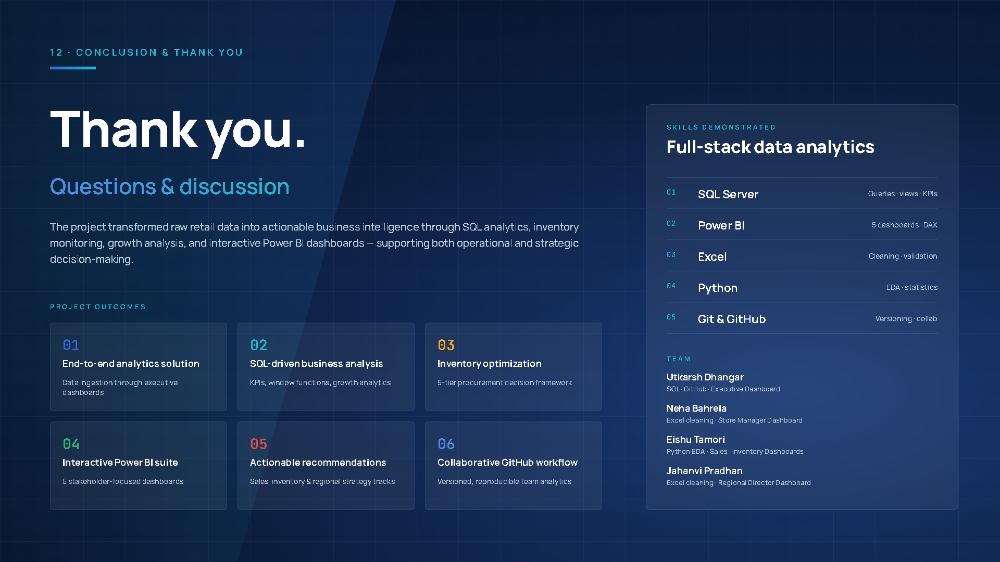 12 · CONCLUSION & THANK YOU
Thank you.
Questions & discussion
The project transformed raw retail data into actionable business intelligence through SQL analytics, inventory
monitoring, growth analysis, and interactive Power BI dashboards — supporting both operational and strategic
decision-making.
PROJECT OUTCOMES
01
End-to-end analytics solution
Data ingestion through executive
dashboards
02
SQL-driven business analysis
KPIs, window functions, growth analytics
03
Inventory optimization
5-tier procurement decision framework
04
Interactive Power BI suite
5 stakeholder-focused dashboards
05
Actionable recommendations
Sales, inventory & regional strategy tracks
06
Collaborative GitHub workflow
Versioned, reproducible team analytics
SKILLS DEMONSTRATED
Full-stack data analytics
01 SQL Server Queries · views · KPIs
02 Power BI 5 dashboards · DAX
03 Excel Cleaning · validation
04 Python EDA · statistics
05 Git & GitHub Versioning · collab
TEAM
Utkarsh Dhangar
SQL · GitHub · Executive Dashboard
Neha Bahrela
Excel cleaning · Store Manager Dashboard
Eishu Tamori
Python EDA · Sales · Inventory Dashboards
Jahanvi Pradhan
Excel cleaning · Regional Director Dashboard